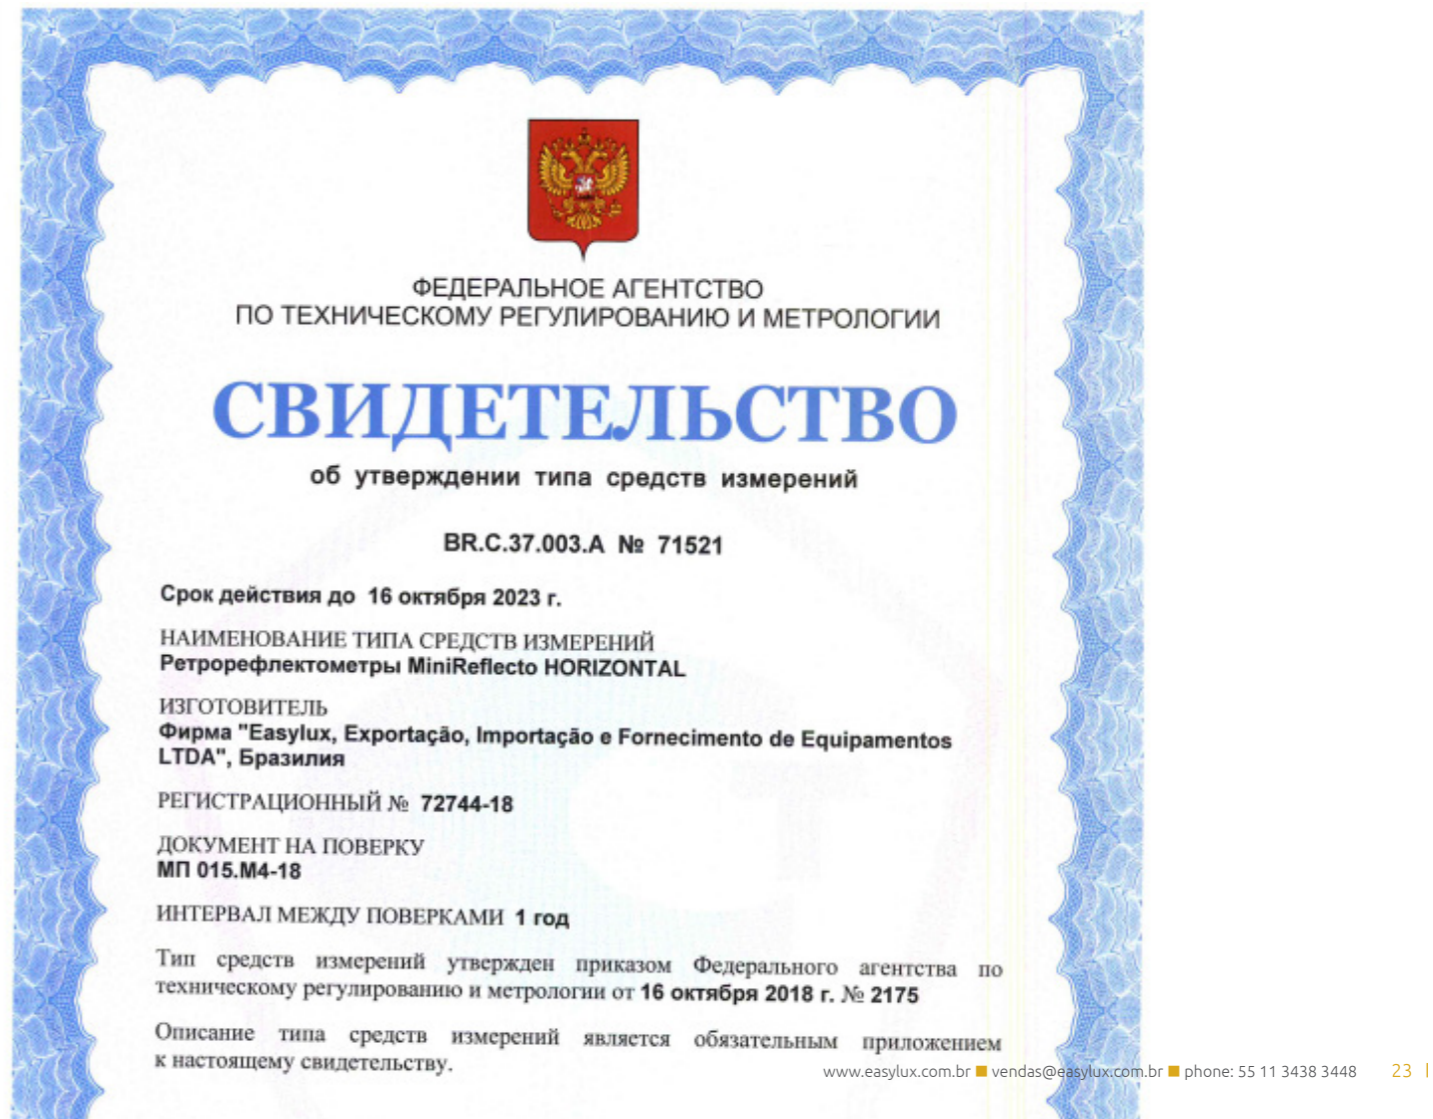 ФЕДЕРАЛЬНОЕ АГЕНТСТВО
ПО ТЕХНИЧЕСКОМУ РЕГУЛИРОВАНИЮ И МЕТРОЛОГИИ
СВИДЕТЕЛЬСТВО
об утверждении типа средств измерений
BR.C.37.003.A № 71521
Срок действия до 16 октября 2023 г.
НАИМЕНОВАНИЕ ТИПА СРЕДСТВ ИЗМЕРЕНИЙ
Ретрорефлектометры MiniReflecto HORIZONTAL
ИЗГОТОВИТЕЛЬ
Фирма "Easylux, Exportação, Importação e Fornecimento de Equipamentos
LTDA", Бразилия
РЕГИСТРАЦИОННЫЙ № 72744-18
ДОКУМЕНТ НА ПОВЕРКУ
МП 015.М4-18
ИНТЕРВАЛ МЕЖДУ ПОВЕРКАМИ 1 год
Тип средств измерений утвержден приказом Федерального агентства по
техническому регулированию и метрологии от 16 октября 2018 г. № 2175
Описание типа средств измерений является обязательным приложением
к настоящему свидетельству.
www.easylux.com.br ■ vendas@easylux.com.br ■ phone: 55 11 3438 3448 23 |